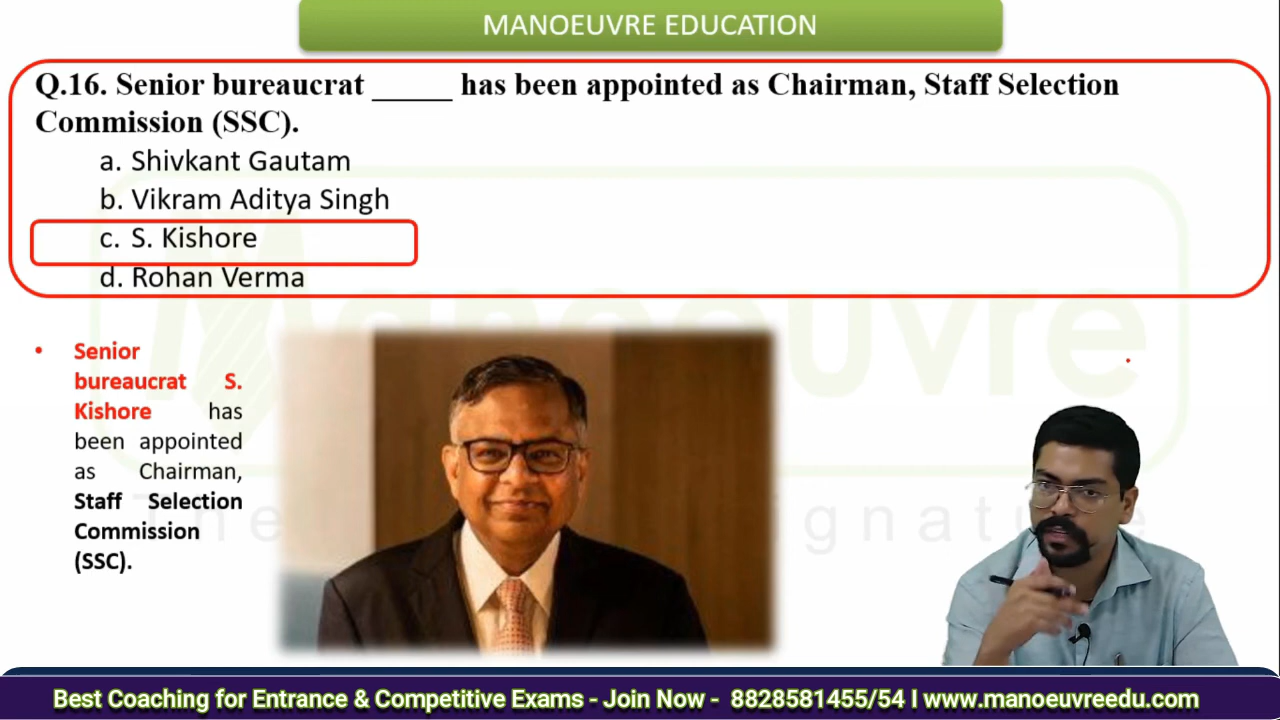 MANOEUVRE EDUCATION
Q.16. Senior bureaucrat _____ has been appointed as Chairman, Staff Selection
Commission (SSC).
a. Shivkant Gautam
b. Vikram Aditya Singh
c. S. Kishore
d. Rohan Verma
• Senior
bureaucrat S.
Kishore has
been appointed
as Chairman,
Staff Selection
Commission
(SSC).
Manoeuvre
Best Coaching for Entrance & Competitive Exams - Join Now - 8828581455/54 I www.manoeuvreedu.com